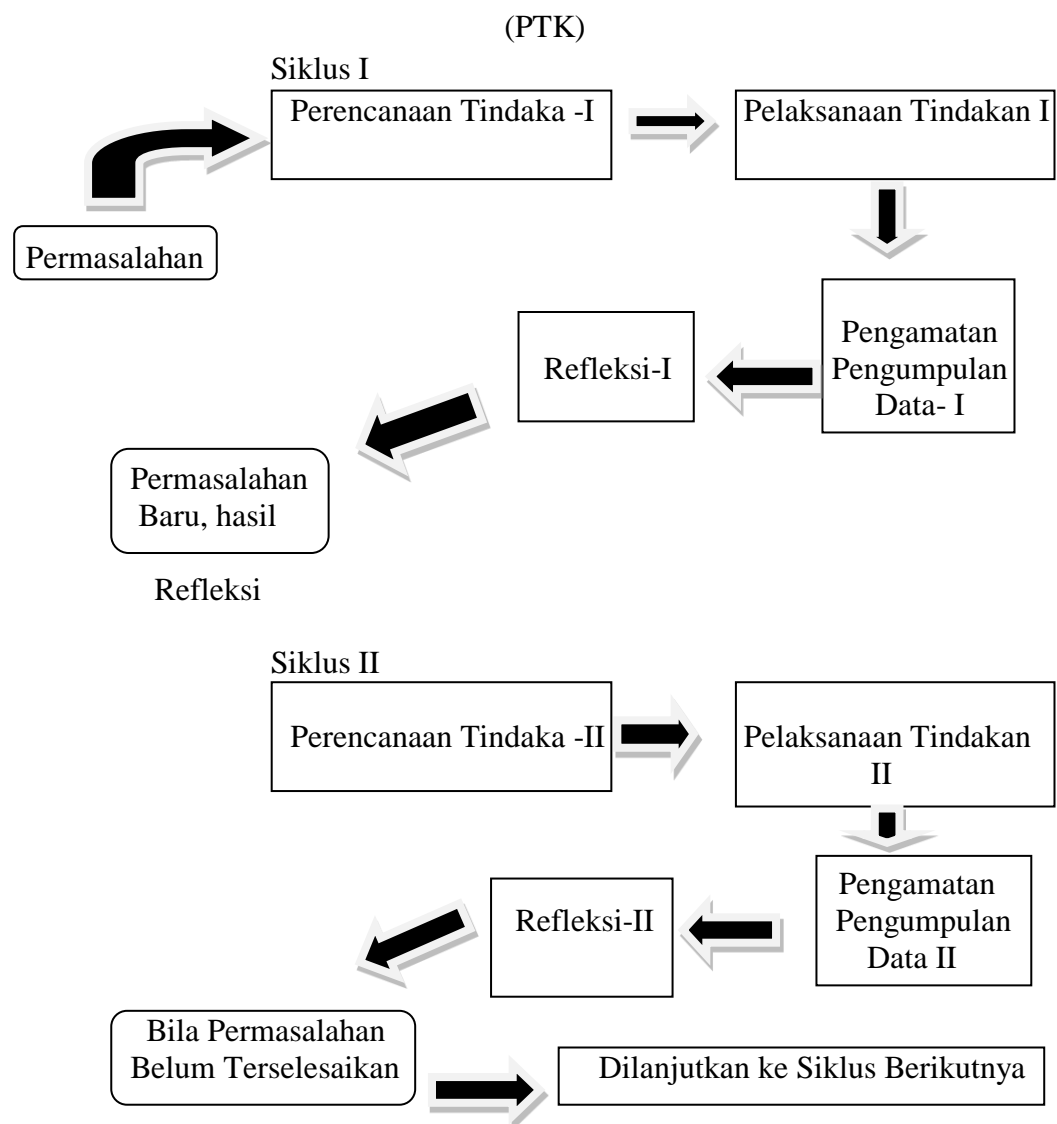 (PTK)
Siklus I
Perencanaan Tindaka -I
Pelaksanaan Tindakan I
Permasalahan
Pengamatan
Pengumpulan
Data- I
Refleksi-I
Permasalahan
Baru, hasil
Refleksi
Siklus II
Perencanaan Tindaka -II
Pelaksanaan Tindakan
II
Pengamatan
Pengumpulan
Data II
Refleksi-II
Bila Permasalahan
Belum Terselesaikan
Dilanjutkan ke Siklus Berikutnya